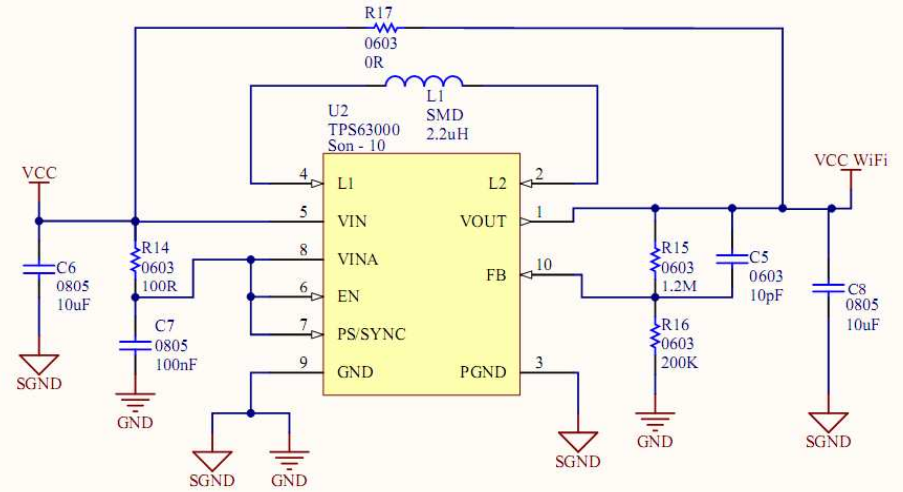 R17
0603
0R
L1
SMD
2.2uH
U2
TPS63000
Son - 10
VCC
VCC WiFi
4
L1
L2
2
5
VIN
VOUT
1
8
VINA
FB
10
6
EN
7
PS/SYNC
9
GND
PGND
3
R14
0603
100R
C6
0805
10uF
C7
0805
100nF
R15
0603
1.2M
C5
0603
10pF
R16
0603
200K
C8
0805
10uF
SGND
GND
SGND
GND
SGND
GND
SGND